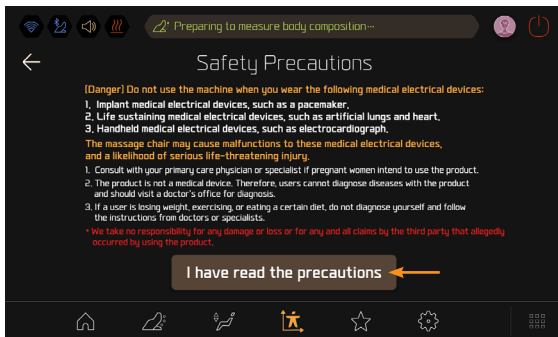 Preparing to measure body composition···
Safety Precautions
[Danger] Do not use the machine when you wear the following medical electrical devices:
1. Implant medical electrical devices, such as a pacemaker,
2. Life sustaining medical electrical devices, such as artificial lungs and heart,
3. Handheld medical electrical devices, such as electrocardiograph.
The massage chair may cause malfunctions to these medical electrical devices,
and a likelihood of serious life-threatening injury.
1. Consult with your primary care physician or specialist if pregnant women intend to use the product.
2. The product is not a medical device. Therefore, users cannot diagnose diseases with the product
and should visit a doctor's office for diagnosis.
3. If a user is losing weight, exercising, or eating a certain diet, do not diagnose yourself and follow
the instructions from doctors or specialists.
* We take no responsibility for any damage or loss or for any and all claims by the third party that allegedly
occurred by using the product.
I have read the precautions